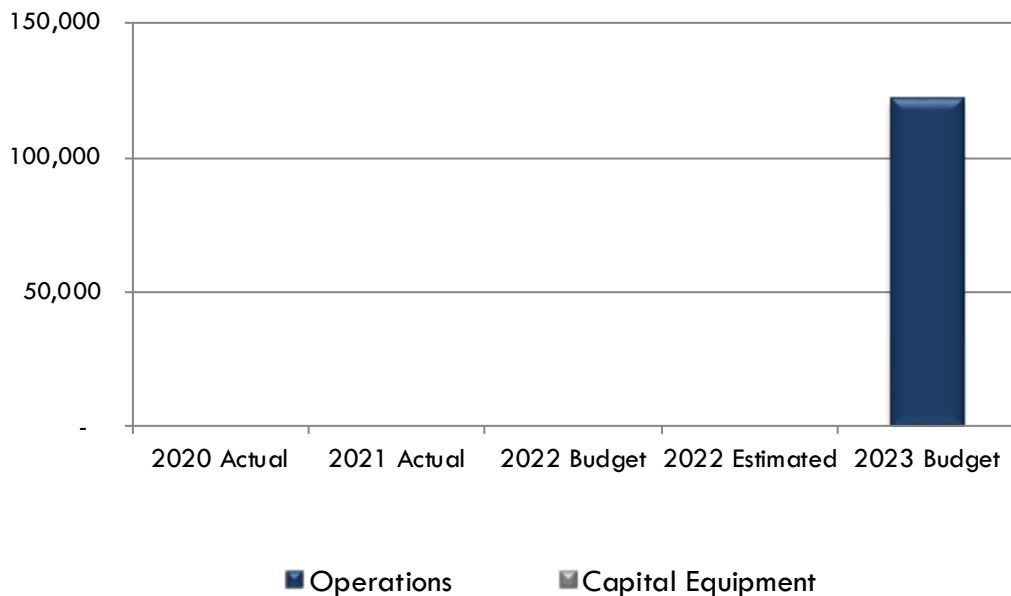 150,000
100,000
50,000
-
2020 Actual 2021 Actual 2022 Budget 2022 Estimated 2023 Budget
Operations Capital Equipment